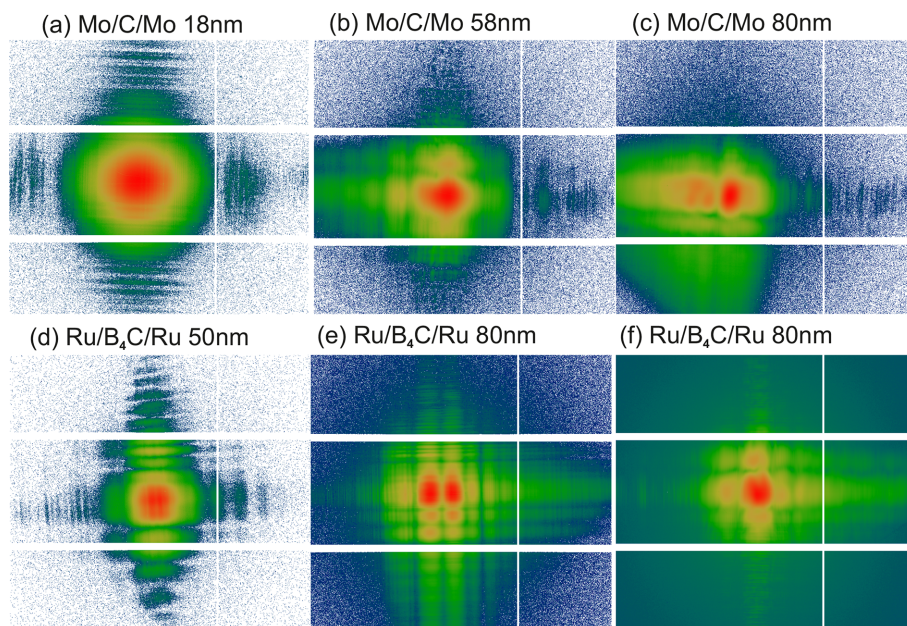 (a) Mo/C/Mo 18nm
(b) Mo/C/Mo 58nm
(c) Mo/C/Mo 80nm
(d) Ru/B₄C/Ru 50nm
(e) Ru/B₄C/Ru 80nm
(f) Ru/B₄C/Ru 80nm